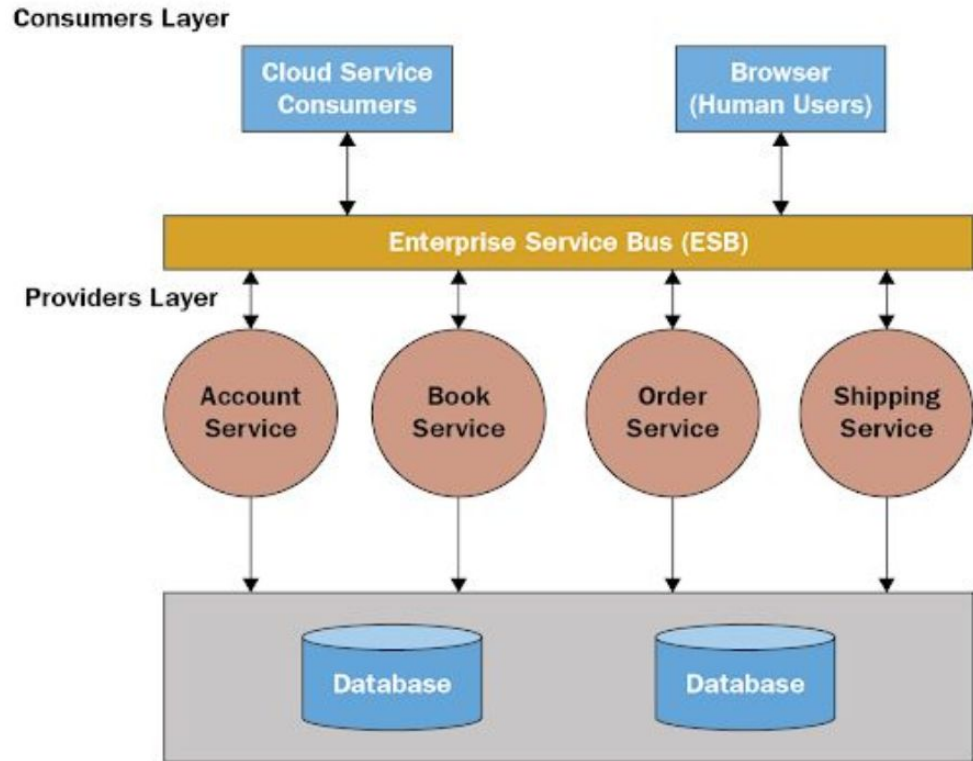 Consumers Layer
Cloud Service
Consumers
Browser
(Human Users)
Enterprise Service Bus (ESB)
Providers Layer
Account
Service
Book
Service
Order
Service
Shipping
Service
Database
Database